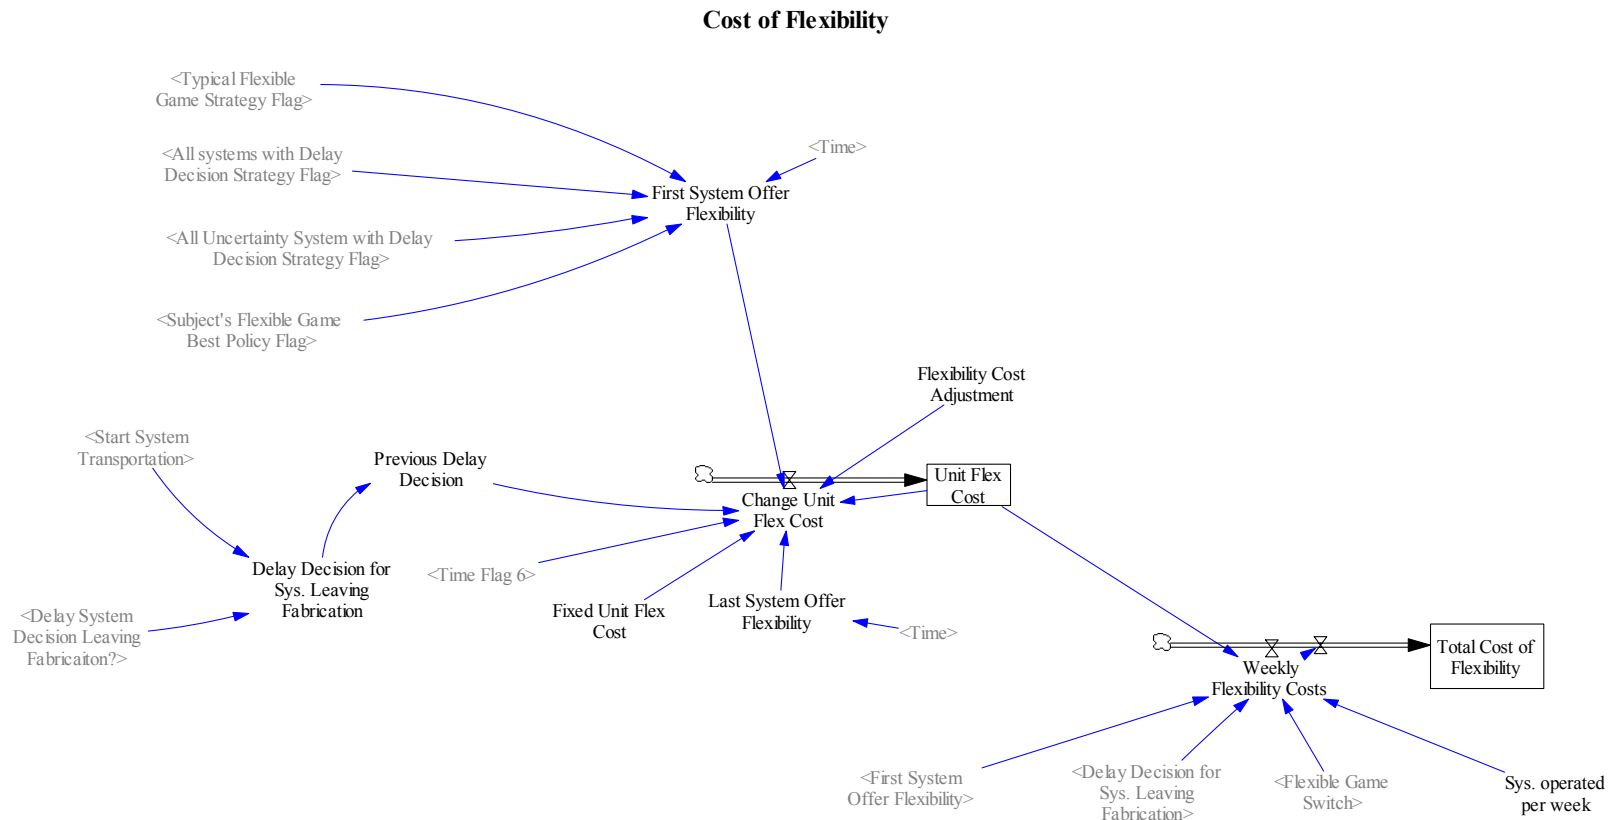 Cost of Flexibility
<Typical Flexible
Game Strategy Flag>
<All systems with Delay
Decision Strategy Flag>
<Time>
First System Offer
Flexibility
<All Uncertainty System with Delay
Decision Strategy Flag>
<Subject's Flexible Game
Best Policy Flag>
Flexibility Cost
Adjustment
<Start System
Transportation>
Previous Delay
Decision
Unit Flex
Cost
Change Unit
Flex Cost
Delay Decision for
Sys. Leaving
Fabrication
<Time Flag 6>
Fixed Unit Flex
Cost
Last System Offer
Flexibility
<Time>
<Delay System
Decision Leaving
Fabricaiton?>
Total Cost of
Flexibility
Weekly
Flexibility Costs
<First System
Offer Flexibility>
<Delay Decision for
Sys. Leaving
Fabrication>
<Flexible Game
Switch>
Sys. operated
per week